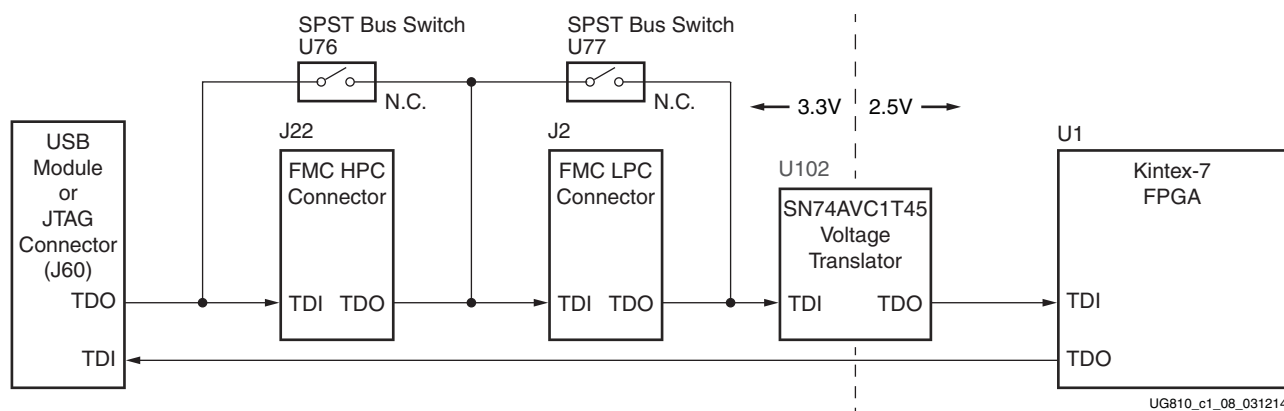 SPST Bus Switch
U76
N.C.
SPST Bus Switch
U77
N.C.
3.3V
2.5V
USB
Module
or
JTAG
Connector
(J60)
TDO
TDI
J22
FMC HPC
Connector
TDI
TDO
J2
FMC LPC
Connector
TDI
TDO
U102
SN74AVC1T45
Voltage
Translator
TDI
TDO
U1
Kintex-7
FPGA
TDI
TDO
UG810_c1_08_031214